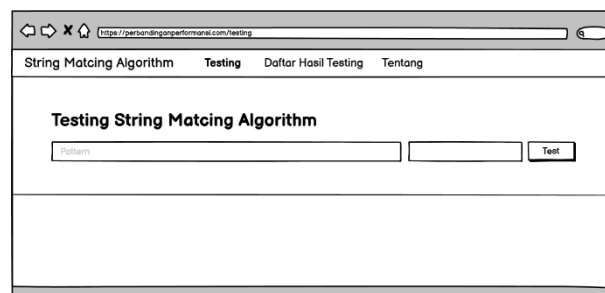 https://perbandinganperformansi.com/testing
String Matcing Algorithm Testing Daftar Hasil Testing Tentang
Testing String Matcing Algorithm
Pattern Test